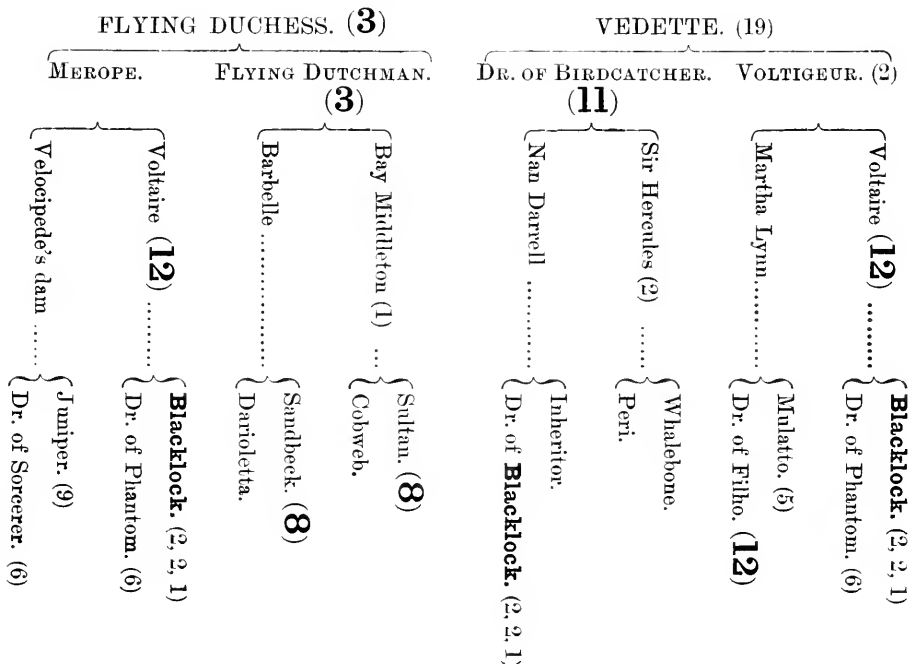 FLYING DUCHESS. (3)
VEDETTE. (19)
MEROPE.
FLYING DUTCHMAN. (3)
DR. OF BIRDCATCHER. (11)
VOLTIGEUR. (2)
Velocipede's dam ......
Voltaire (12) ......
Barbelle ..............
Bay Middleton (1) ...
Nan Darrell .........
Sir Hercules (2) ......
Martha Lynn.......
Voltaire (12) .........
Juniper. (9)
Dr. of Sorcerer. (6)
Blacklock. (2, 2, 1)
Dr. of Phantom. (6)
Sandbeck. (8)
Darioletta.
Sultan. (8)
Cobweb.
Inheritor.
Dr. of Blacklock. (2, 2, 1)
Whalebone.
Peri.
Mulatto. (5)
Dr. of Filho. (12)
Blacklock. (2, 2, 1)
Dr. of Phantom. (6)